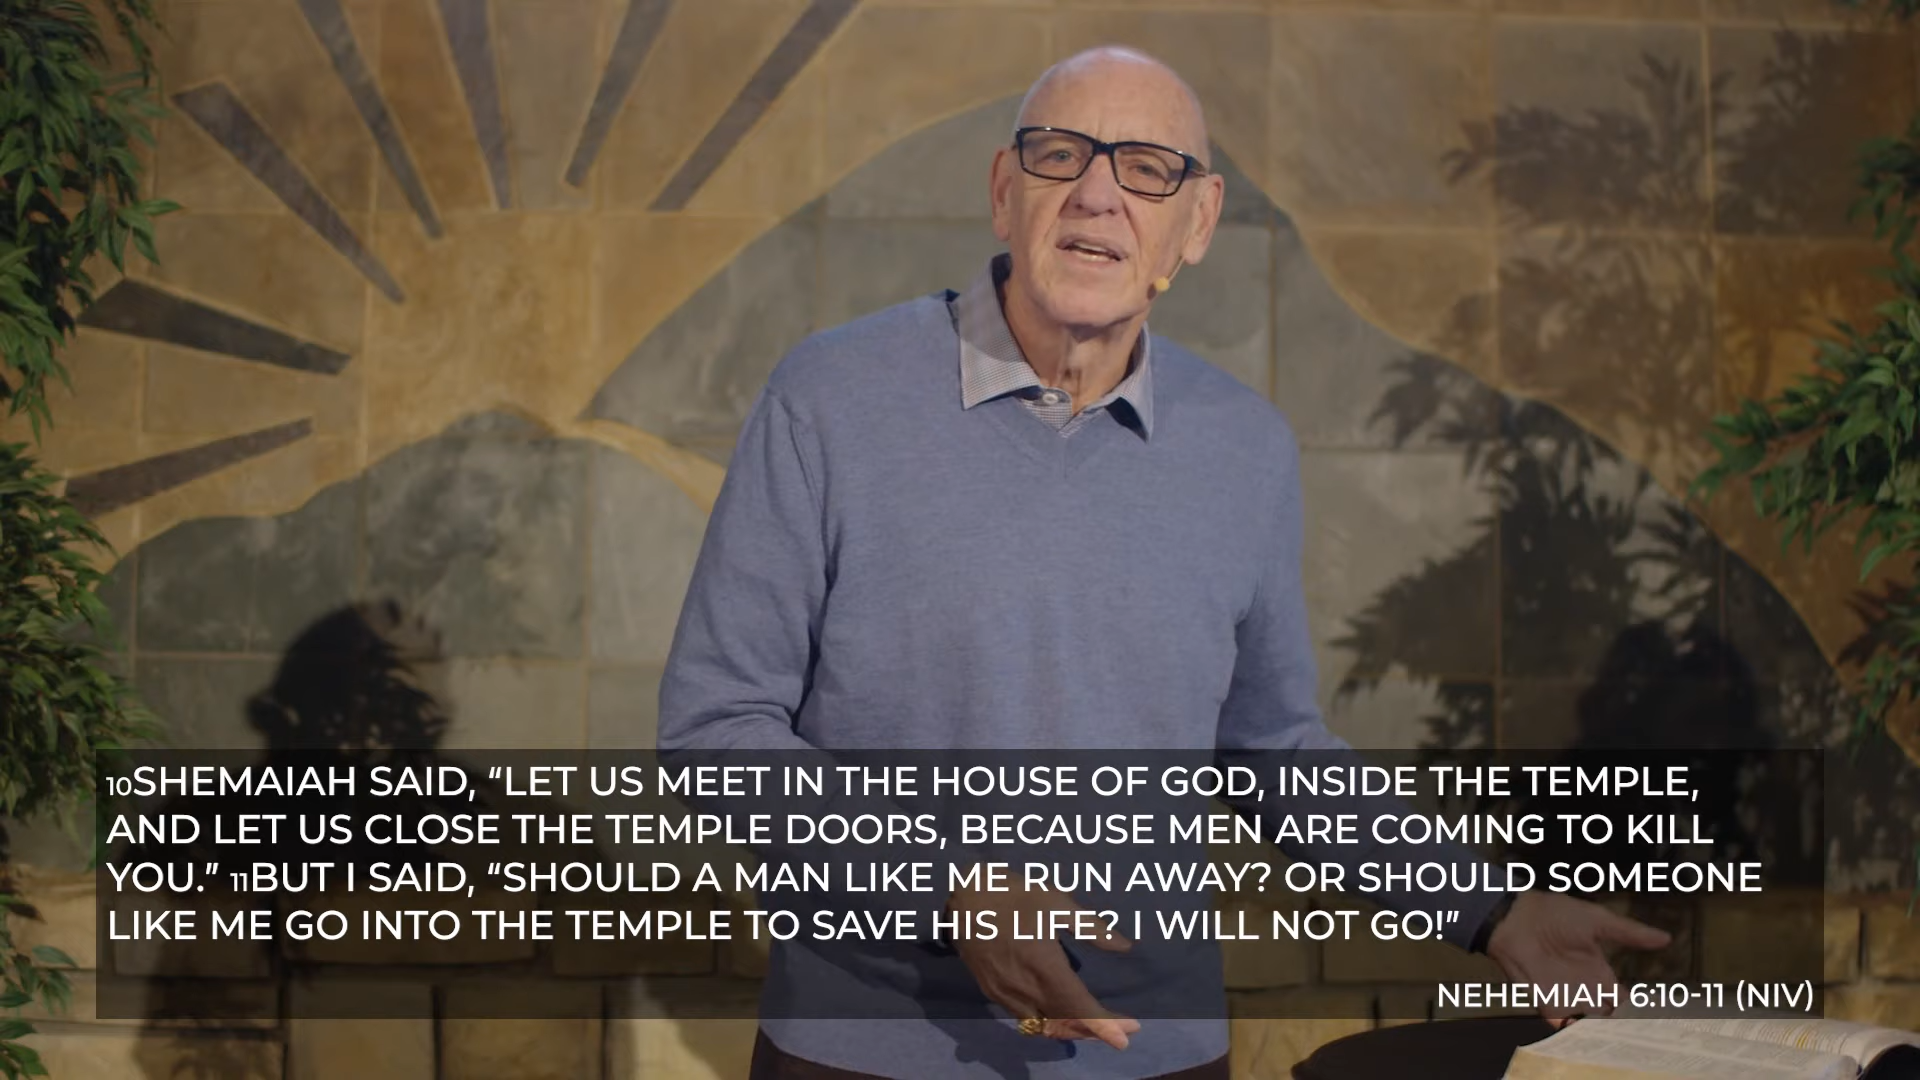 10SHEMAIAH SAID, “LET US MEET IN THE HOUSE OF GOD, INSIDE THE TEMPLE,
AND LET US CLOSE THE TEMPLE DOORS, BECAUSE MEN ARE COMING TO KILL
YOU.” 11BUT I SAID, “SHOULD A MAN LIKE ME RUN AWAY? OR SHOULD SOMEONE
LIKE ME GO INTO THE TEMPLE TO SAVE HIS LIFE? I WILL NOT GO!”
NEHEMIAH 6:10-11 (NIV)